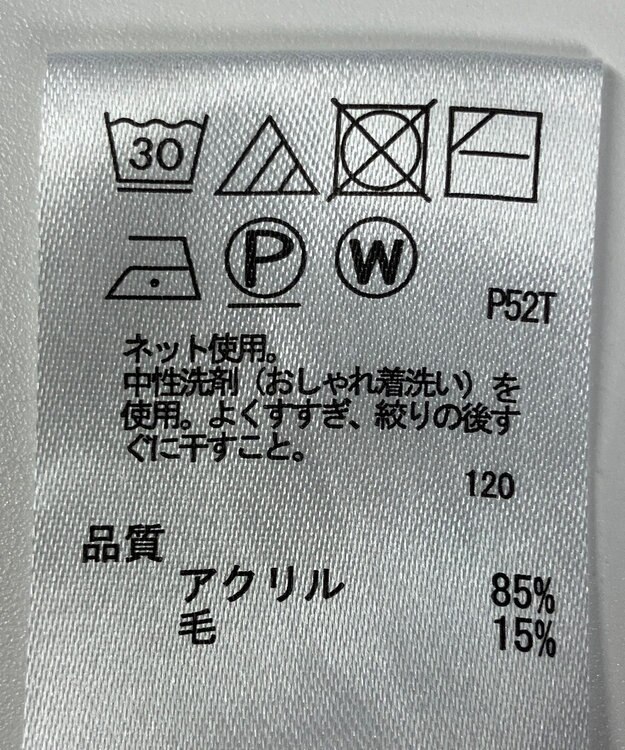 30
P W
P52T
ネット使用。
中性洗剤（おしゃれ着洗い）を
使用。よくすすぎ、絞りの後す
ぐに干すこと。
120
品質
アクリル 85%
毛 15%